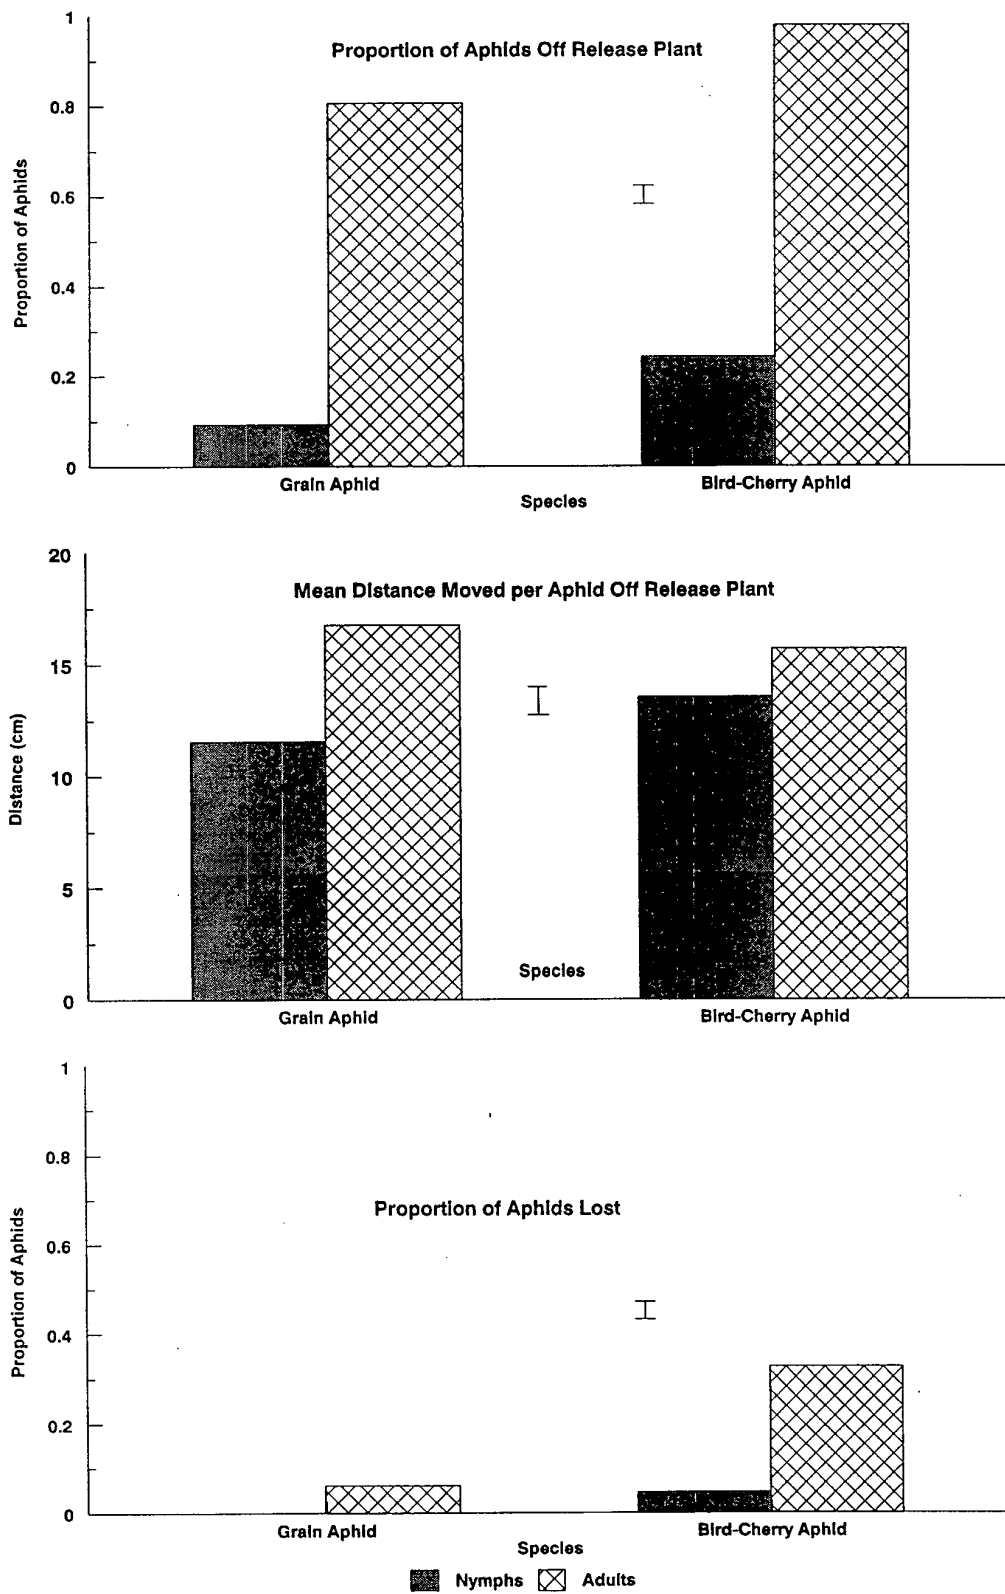 Proportion of Aphids Off Release Plant
Proportion of Aphids
1
0.8
0.6
0.4
0.2
0
Grain Aphid
Bird-Cherry Aphid
Species
Mean Distance Moved per Aphid Off Release Plant
Distance (cm)
20
15
10
5
0
Species
Grain Aphid
Bird-Cherry Aphid
Proportion of Aphids Lost
Proportion of Aphids
1
0.8
0.6
0.4
0.2
0
Grain Aphid
Bird-Cherry Aphid
Species
Nymphs Adults